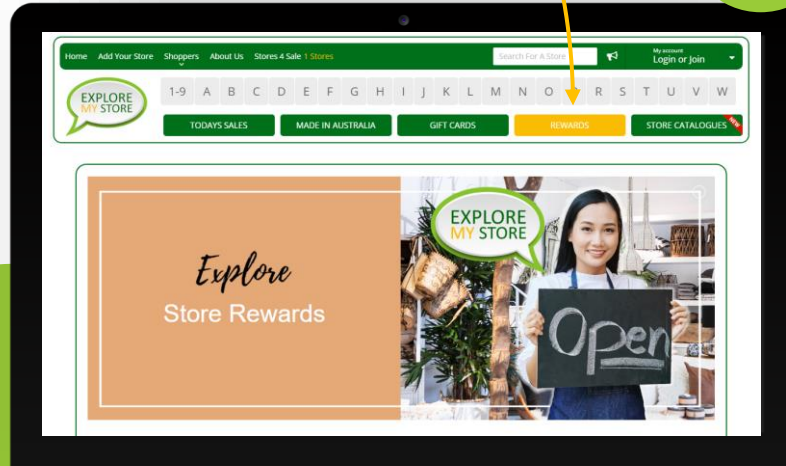 Home Add Your Store Shoppers About Us Stores 4 Sale 1 Stores Search For A Store My account
Login or Join
EXPLORE
MY STORE
1-9 A B C D E F G H I J K L M N O R S T U V W
TODAYS SALES MADE IN AUSTRALIA GIFT CARDS REWARDS STORE CATALOGUES NEW
Explore
Store Rewards
EXPLORE
MY STORE
Open